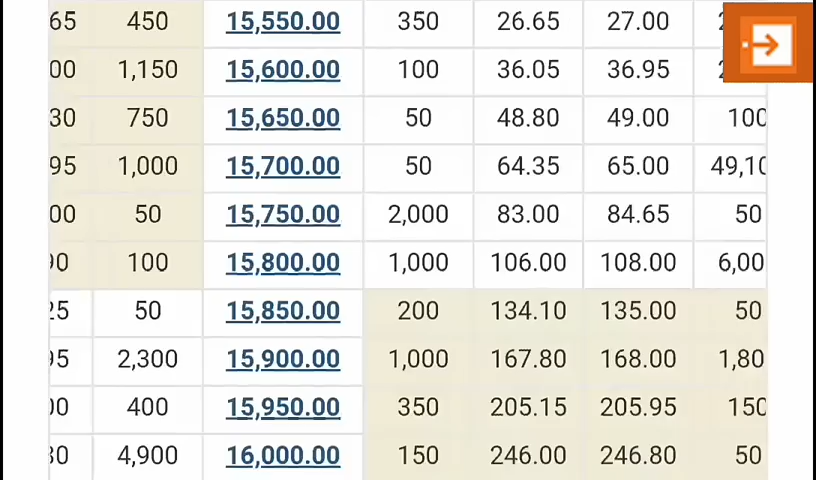 65 450 15,550.00 350 26.65 27.00
00 1,150 15,600.00 100 36.05 36.95
30 750 15,650.00 50 48.80 49.00 100
95 1,000 15,700.00 50 64.35 65.00 49,10
00 50 15,750.00 2,000 83.00 84.65 50
90 100 15,800.00 1,000 106.00 108.00 6,00
25 50 15,850.00 200 134.10 135.00 50
95 2,300 15,900.00 1,000 167.80 168.00 1,80
00 400 15,950.00 350 205.15 205.95 150
30 4,900 16,000.00 150 246.00 246.80 50